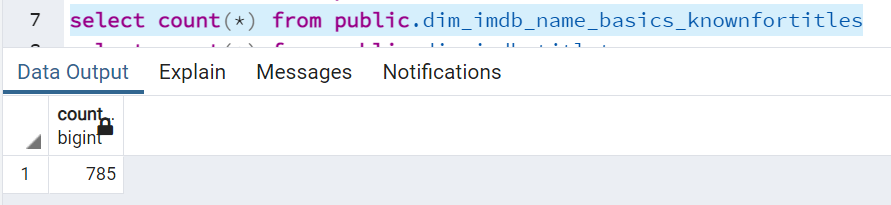 7 select count(*) from public.dim_imdb_name_basics_knownfortitles
Data Output Explain Messages Notifications
count
bigint
1 785